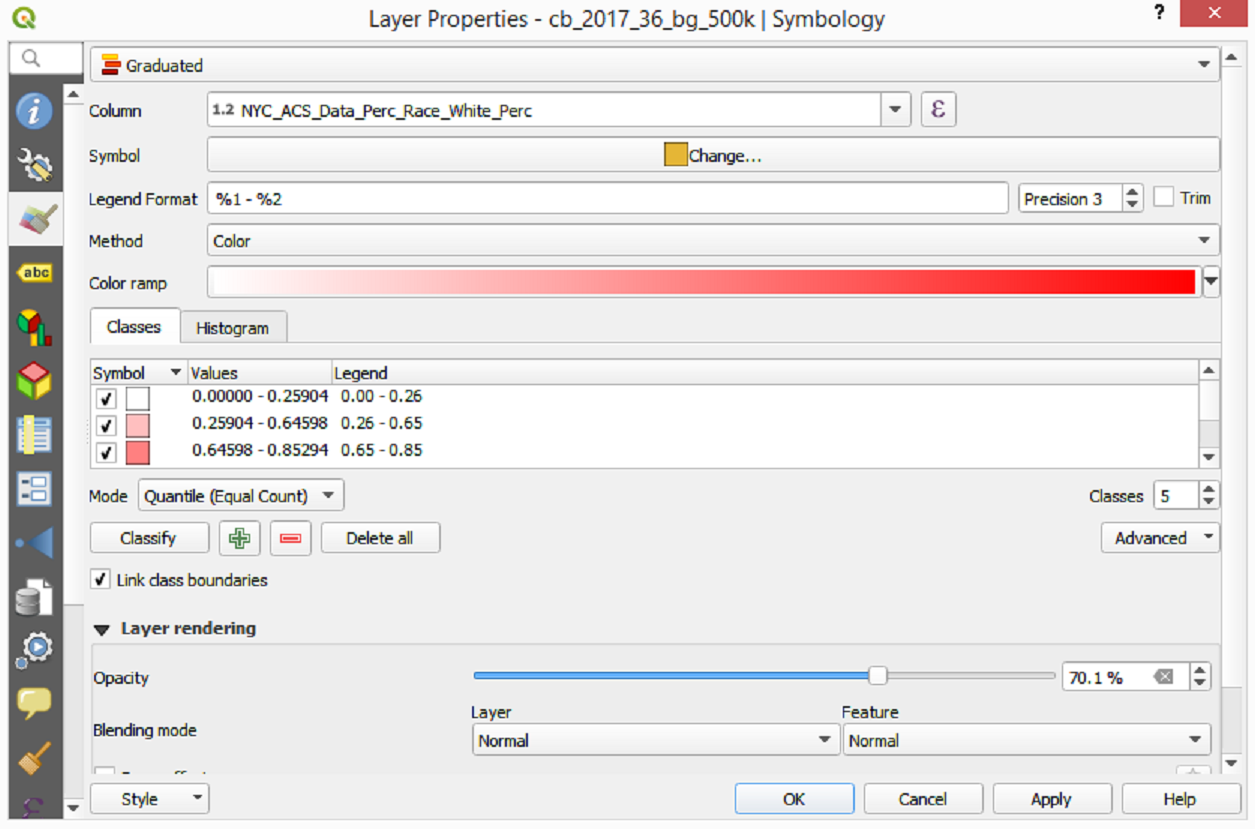 Layer Properties - cb_2017_36_bg_500k | Symbology
?
Graduated
Column 1.2 NYC_ACS_Data_Perc_Race_White_Perc ε
Symbol Change...
Legend Format %1 - %2 Precision 3 Trim
Method Color
abc
Color ramp
Classes Histogram
Symbol Values Legend
0.00000 - 0.25904 0.00 - 0.26
0.25904 - 0.64598 0.26 - 0.65
0.64598 - 0.85294 0.65 - 0.85
Mode Quantile (Equal Count) Classes 5
Classify Delete all Advanced
Link class boundaries
Layer rendering
Opacity 70.1 %
Layer Feature
Blending mode Normal Normal
Style OK Cancel Apply Help